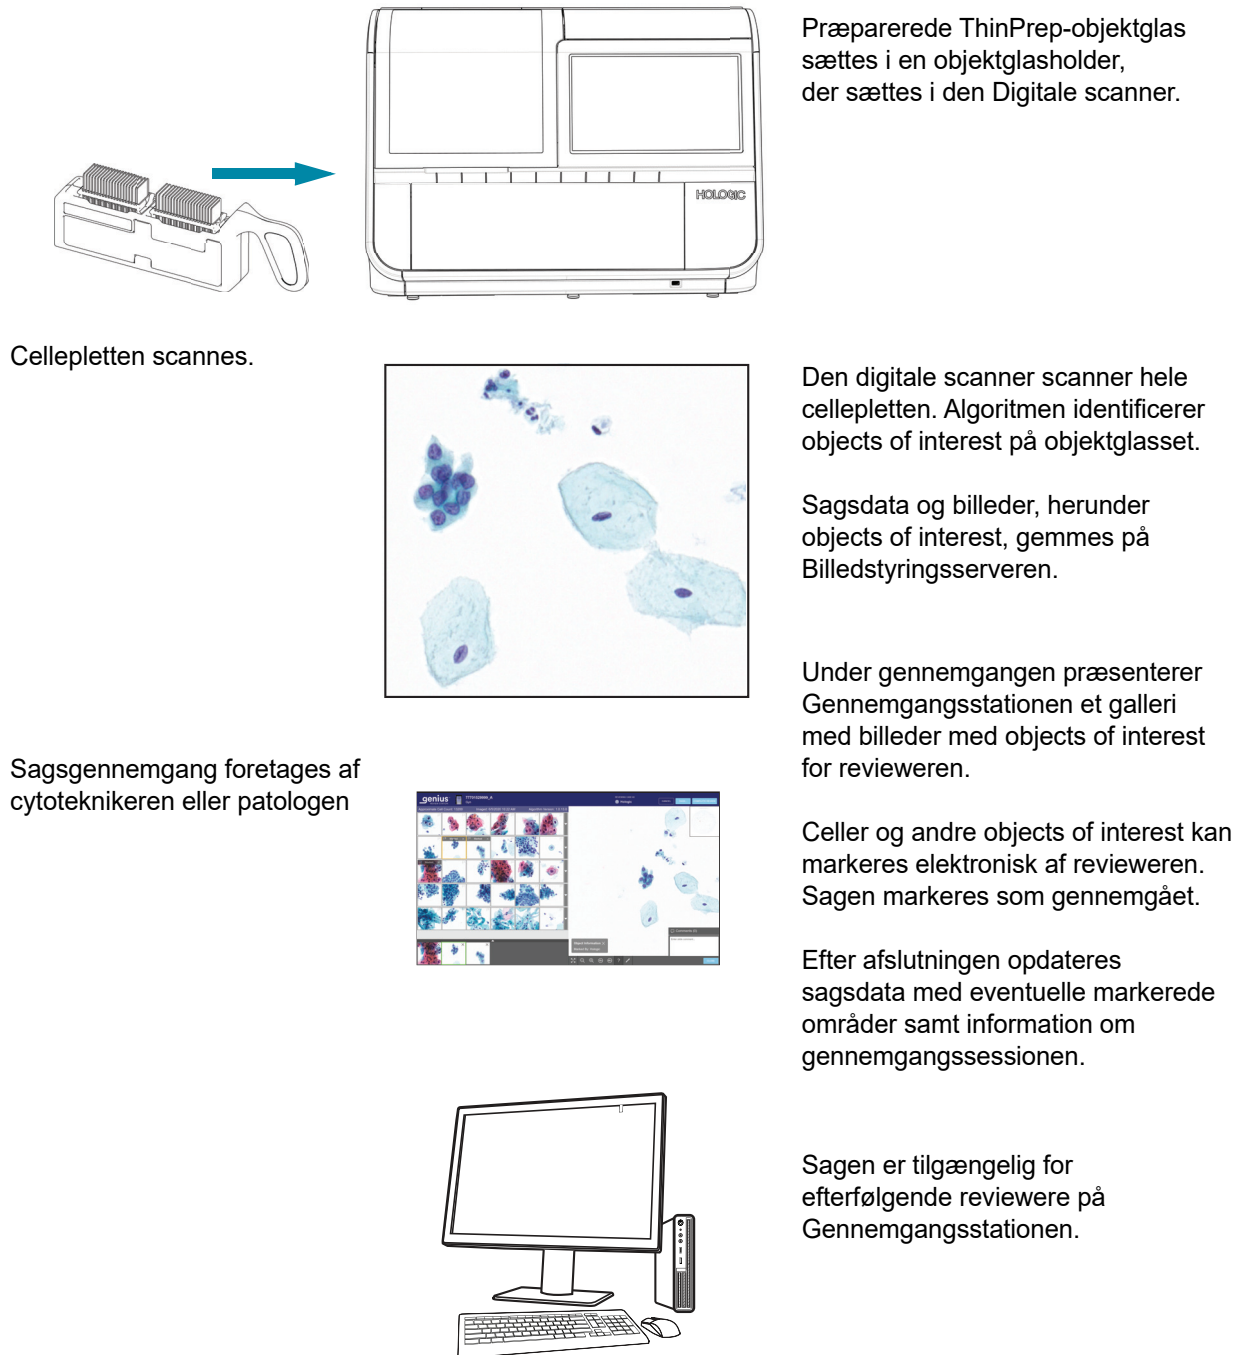 Præparerede ThinPrep-objektglas
sættes i en objektglasholder,
der sættes i den Digitale scanner.
HOLOGIC
Cellepletten scannes.
Den digitale scanner scanner hele
cellepletten. Algoritmen identificerer
objects of interest på objektglasset.
Sagsdata og billeder, herunder
objects of interest, gemmes på
Billedstyringsserveren.
Under gennemgangen præsenterer
Gennemgangsstationen et galleri
med billeder med objects of interest
for revieweren.
Sagsgennemgang foretages af
cytoteknikeren eller patologen
genius
Celler og andre objects of interest kan
markeres elektronisk af revieweren.
Sagen markeres som gennemgået.
Efter afslutningen opdateres
sagsdata med eventuelle markerede
områder samt information om
gennemgangssessionen.
Sagen er tilgængelig for
efterfølgende reviewere på
Gennemgangsstationen.